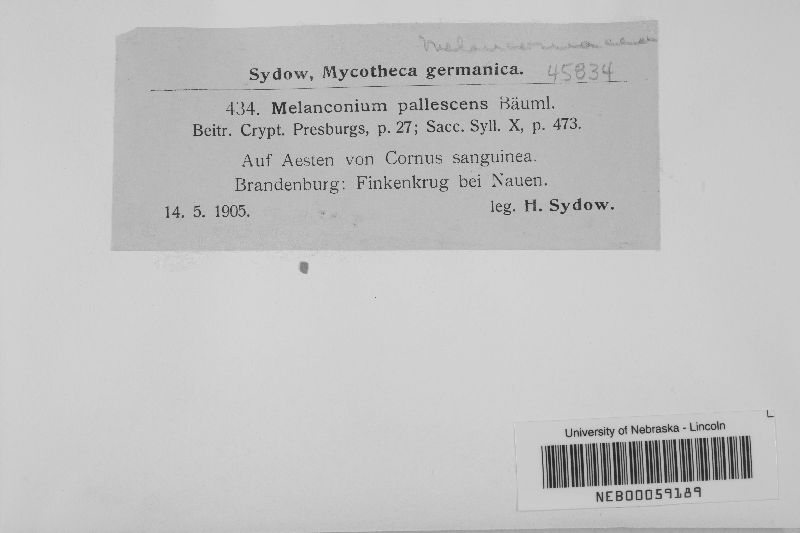 Melanconiaceae
Sydow, Mycotheca germanica. 45834
434. Melanconium pallescens Bäuml.
Beitr. Crypt. Presburgs, p. 27; Sacc. Syll. X, p. 473.
Auf Aesten von Cornus sanguinea.
Brandenburg: Finkenkrug bei Nauen.
14. 5. 1905. leg. H. Sydow.
University of Nebraska - Lincoln
NEB00059189